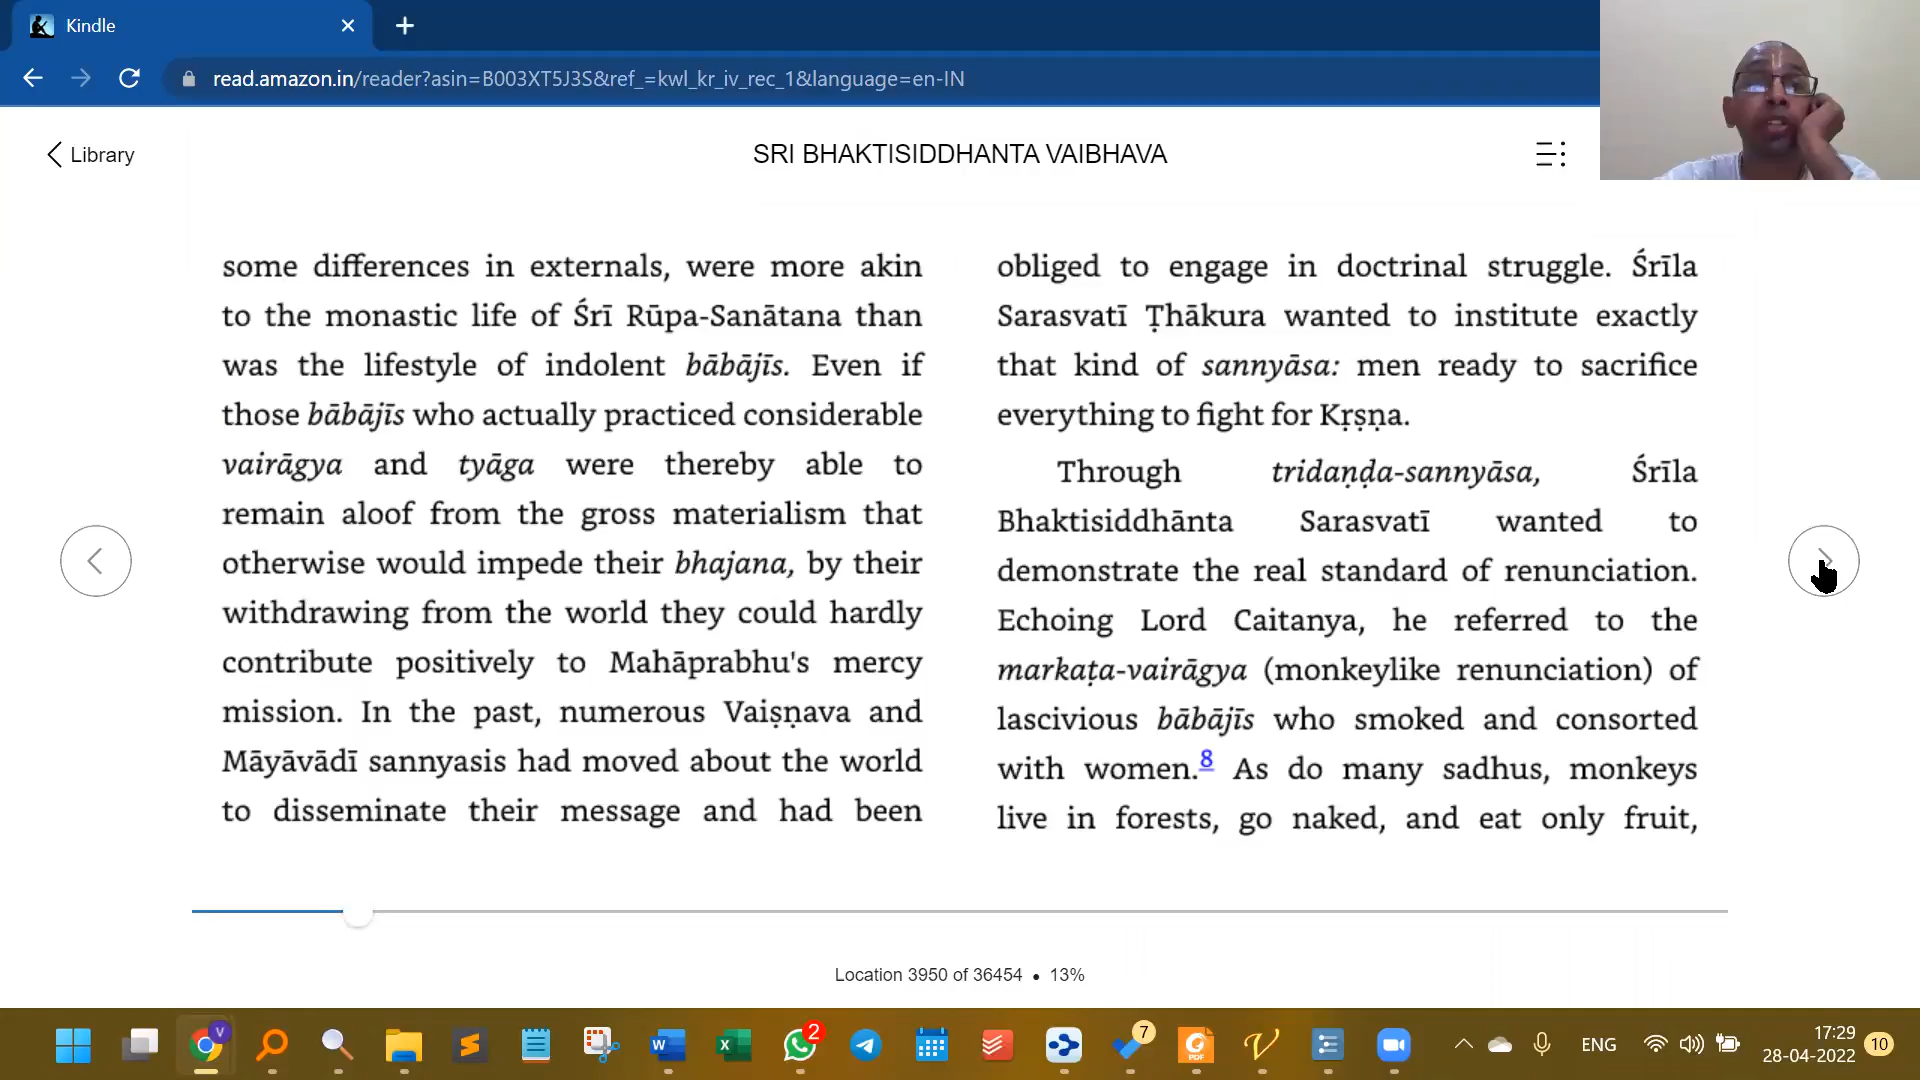 Kindle
read.amazon.in/reader?asin=B003XT5J3S&ref_=kwl_kr_iv_rec_1&language=en-IN
Library
SRI BHAKTISIDDHANTA VAIBHAVA
some differences in externals, were more akin
to the monastic life of Śrī Rūpa-Sanātana than
was the lifestyle of indolent bābājīs. Even if
those bābājīs who actually practiced considerable
vairāgya and tyāga were thereby able to
remain aloof from the gross materialism that
otherwise would impede their bhajana, by their
withdrawing from the world they could hardly
contribute positively to Mahāprabhu's mercy
mission. In the past, numerous Vaiṣṇava and
Māyāvādī sannyasis had moved about the world
to disseminate their message and had been
obliged to engage in doctrinal struggle. Śrīla
Sarasvatī Ṭhākura wanted to institute exactly
that kind of sannyāsa: men ready to sacrifice
everything to fight for Kṛṣṇa.
Through tridaṇḍa-sannyāsa, Śrīla
Bhaktisiddhānta Sarasvatī wanted to
demonstrate the real standard of renunciation.
Echoing Lord Caitanya, he referred to the
markaṭa-vairāgya (monkeylike renunciation) of
lascivious bābājīs who smoked and consorted
with women.8 As do many sadhus, monkeys
live in forests, go naked, and eat only fruit,
Location 3950 of 36454 • 13%
V
2
7
PDF
ENG
17:29
28-04-2022
10